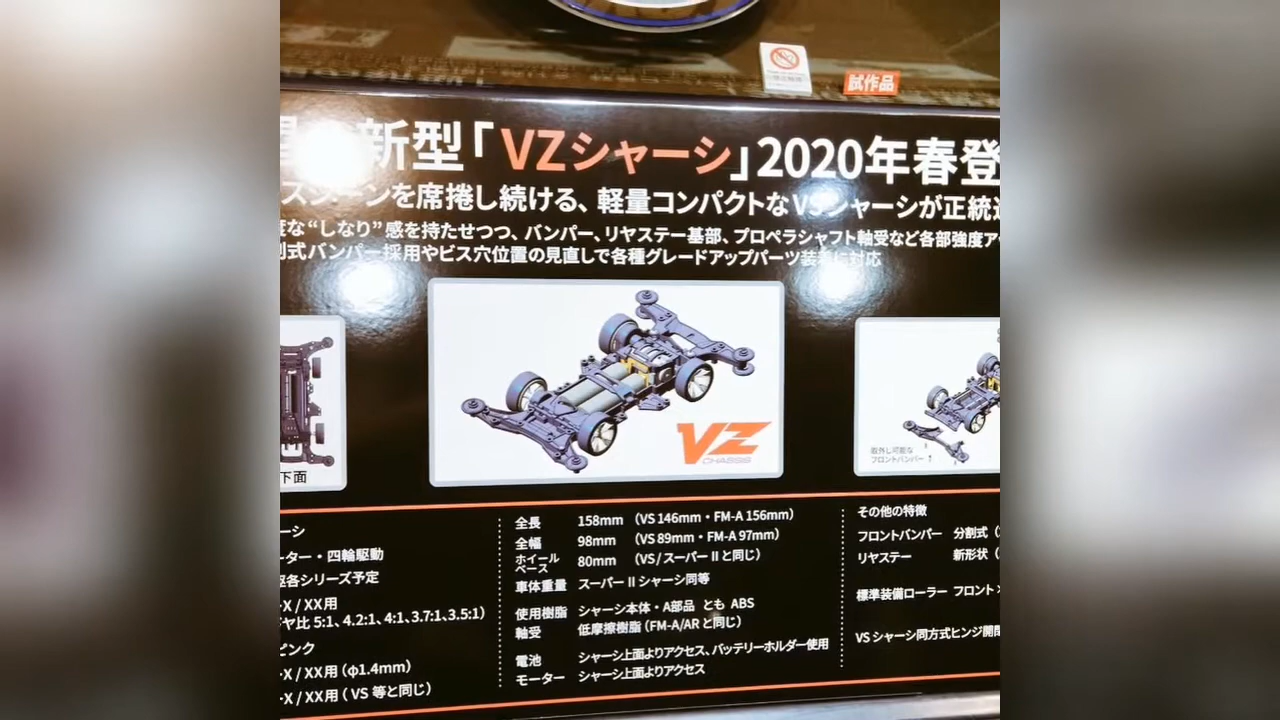 試作品
新型「VZシャーシ」2020年春登
を席捲し続ける、軽量コンパクトなVSシャーシが正統進
度な“しなり”感を持たせつつ、バンパー、リヤステー基部、プロペラシャフト軸受など各部強度ア
割式バンパー採用やビス穴位置の見直しで各種グレードアップパーツ装着に対応
下面
VZ
CHASSIS
取外し可能な
フロントバンパー↑
ーシ
ーター・四輪駆動
駆各シリーズ予定
X / XX用
ヤ比 5:1、4.2:1、4:1、3.7:1、3.5:1）
ピンク
X / XX用（φ1.4mm）
X / XX用（ VS 等と同じ）
全長 158mm （VS 146mm・FM-A 156mm）
全幅 98mm （VS 89mm・FM-A 97mm）
ホイールベース 80mm （VS / スーパー II と同じ）
車体重量 スーパー II シャーシ同等
使用樹脂 シャーシ本体・A部品 とも ABS
軸受 低摩擦樹脂（FM-A/AR と同じ）
電池 シャーシ上面よりアクセス、バッテリーホルダー使用
モーター シャーシ上面よりアクセス
その他の特徴
フロントバンパー 分割式（
リヤステー 新形状（
標準装備ローラー フロント
VS シャーシ同方式ヒンジ開閉